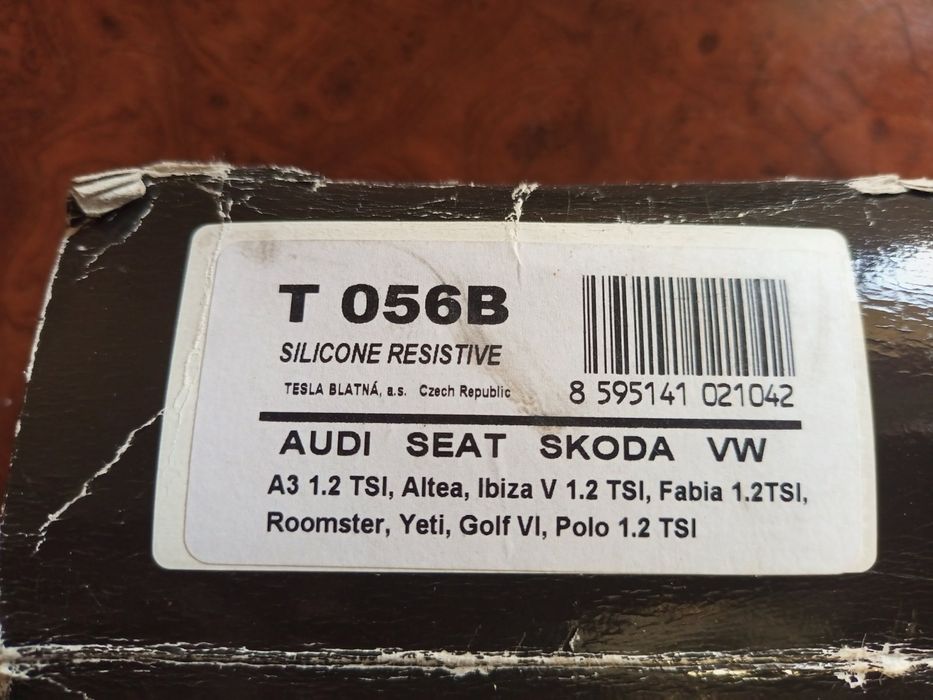 T 056B
SILICONE RESISTIVE
TESLA BLATNÁ, a.s. Czech Republic
8 595141 021042
AUDI SEAT SKODA VW
A3 1.2 TSI, Altea, Ibiza V 1.2 TSI, Fabia 1.2TSI,
Roomster, Yeti, Golf VI, Polo 1.2 TSI